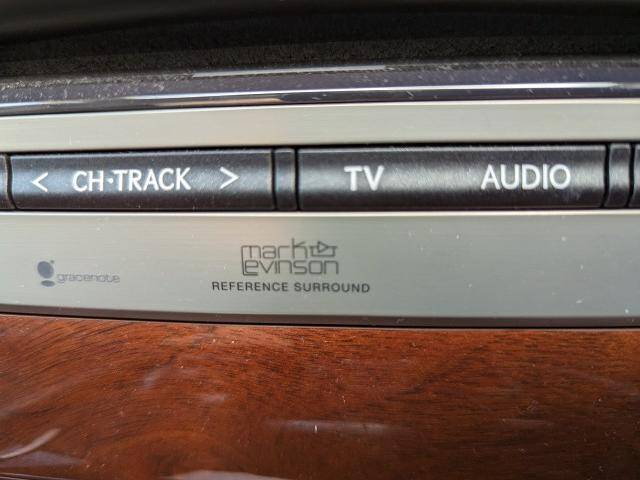 < CH·TRACK > TV AUDIO
gracenote
mark
Levinson
REFERENCE SURROUND